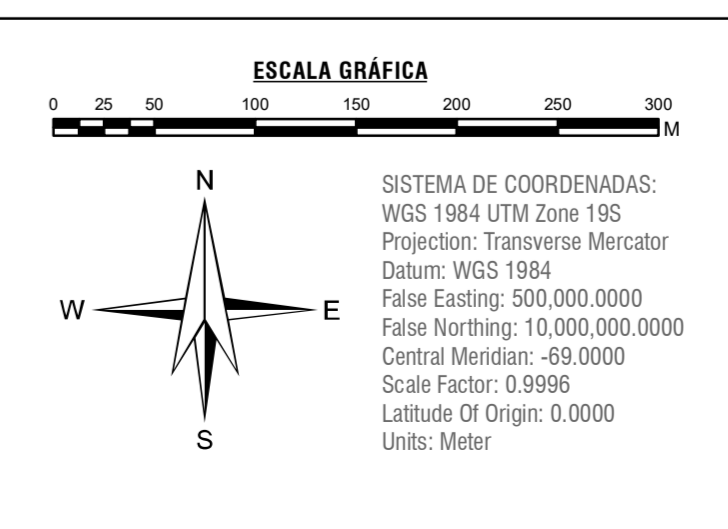 ESCALA GRÁFICA
0 25 50 100 150 200 250 300
M
N
W E
S
SISTEMA DE COORDENADAS:
WGS 1984 UTM Zone 19S
Projection: Transverse Mercator
Datum: WGS 1984
False Easting: 500,000.0000
False Northing: 10,000,000.0000
Central Meridian: -69.0000
Scale Factor: 0.9996
Latitude Of Origin: 0.0000
Units: Meter